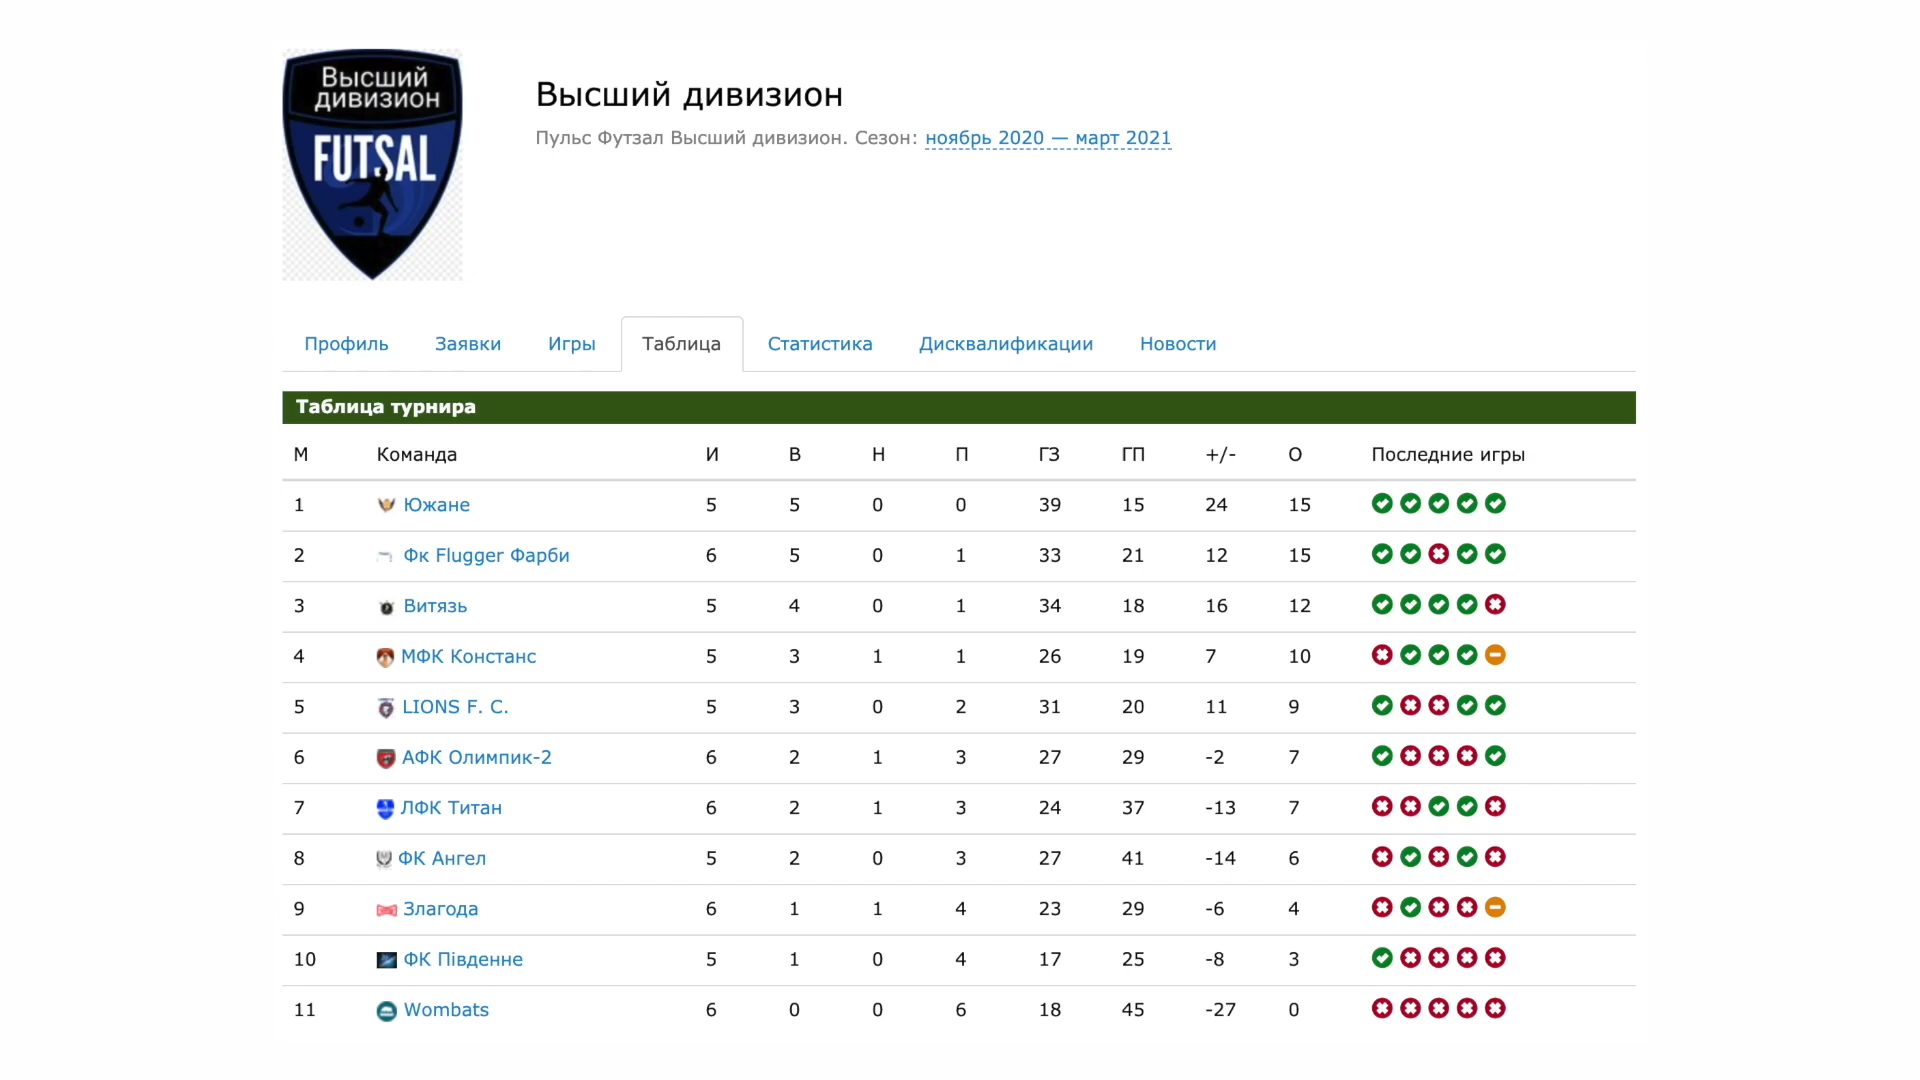 Высший
дивизион
FUTSAL
Высший дивизион
Пульс Футзал Высший дивизион. Сезон: ноябрь 2020 — март 2021
Профиль Заявки Игры Таблица Статистика Дисквалификации Новости
Таблица турнира
М Команда И В Н П ГЗ ГП +/- О Последние игры
1 Южане 5 5 0 0 39 15 24 15
2 Фк Flugger Фарби 6 5 0 1 33 21 12 15
3 Витязь 5 4 0 1 34 18 16 12
4 МФК Констанс 5 3 1 1 26 19 7 10
5 LIONS F. C. 5 3 0 2 31 20 11 9
6 АФК Олимпик-2 6 2 1 3 27 29 -2 7
7 ЛФК Титан 6 2 1 3 24 37 -13 7
8 ФК Ангел 5 2 0 3 27 41 -14 6
9 Злагода 6 1 1 4 23 29 -6 4
10 ФК Південне 5 1 0 4 17 25 -8 3
11 Wombats 6 0 0 6 18 45 -27 0